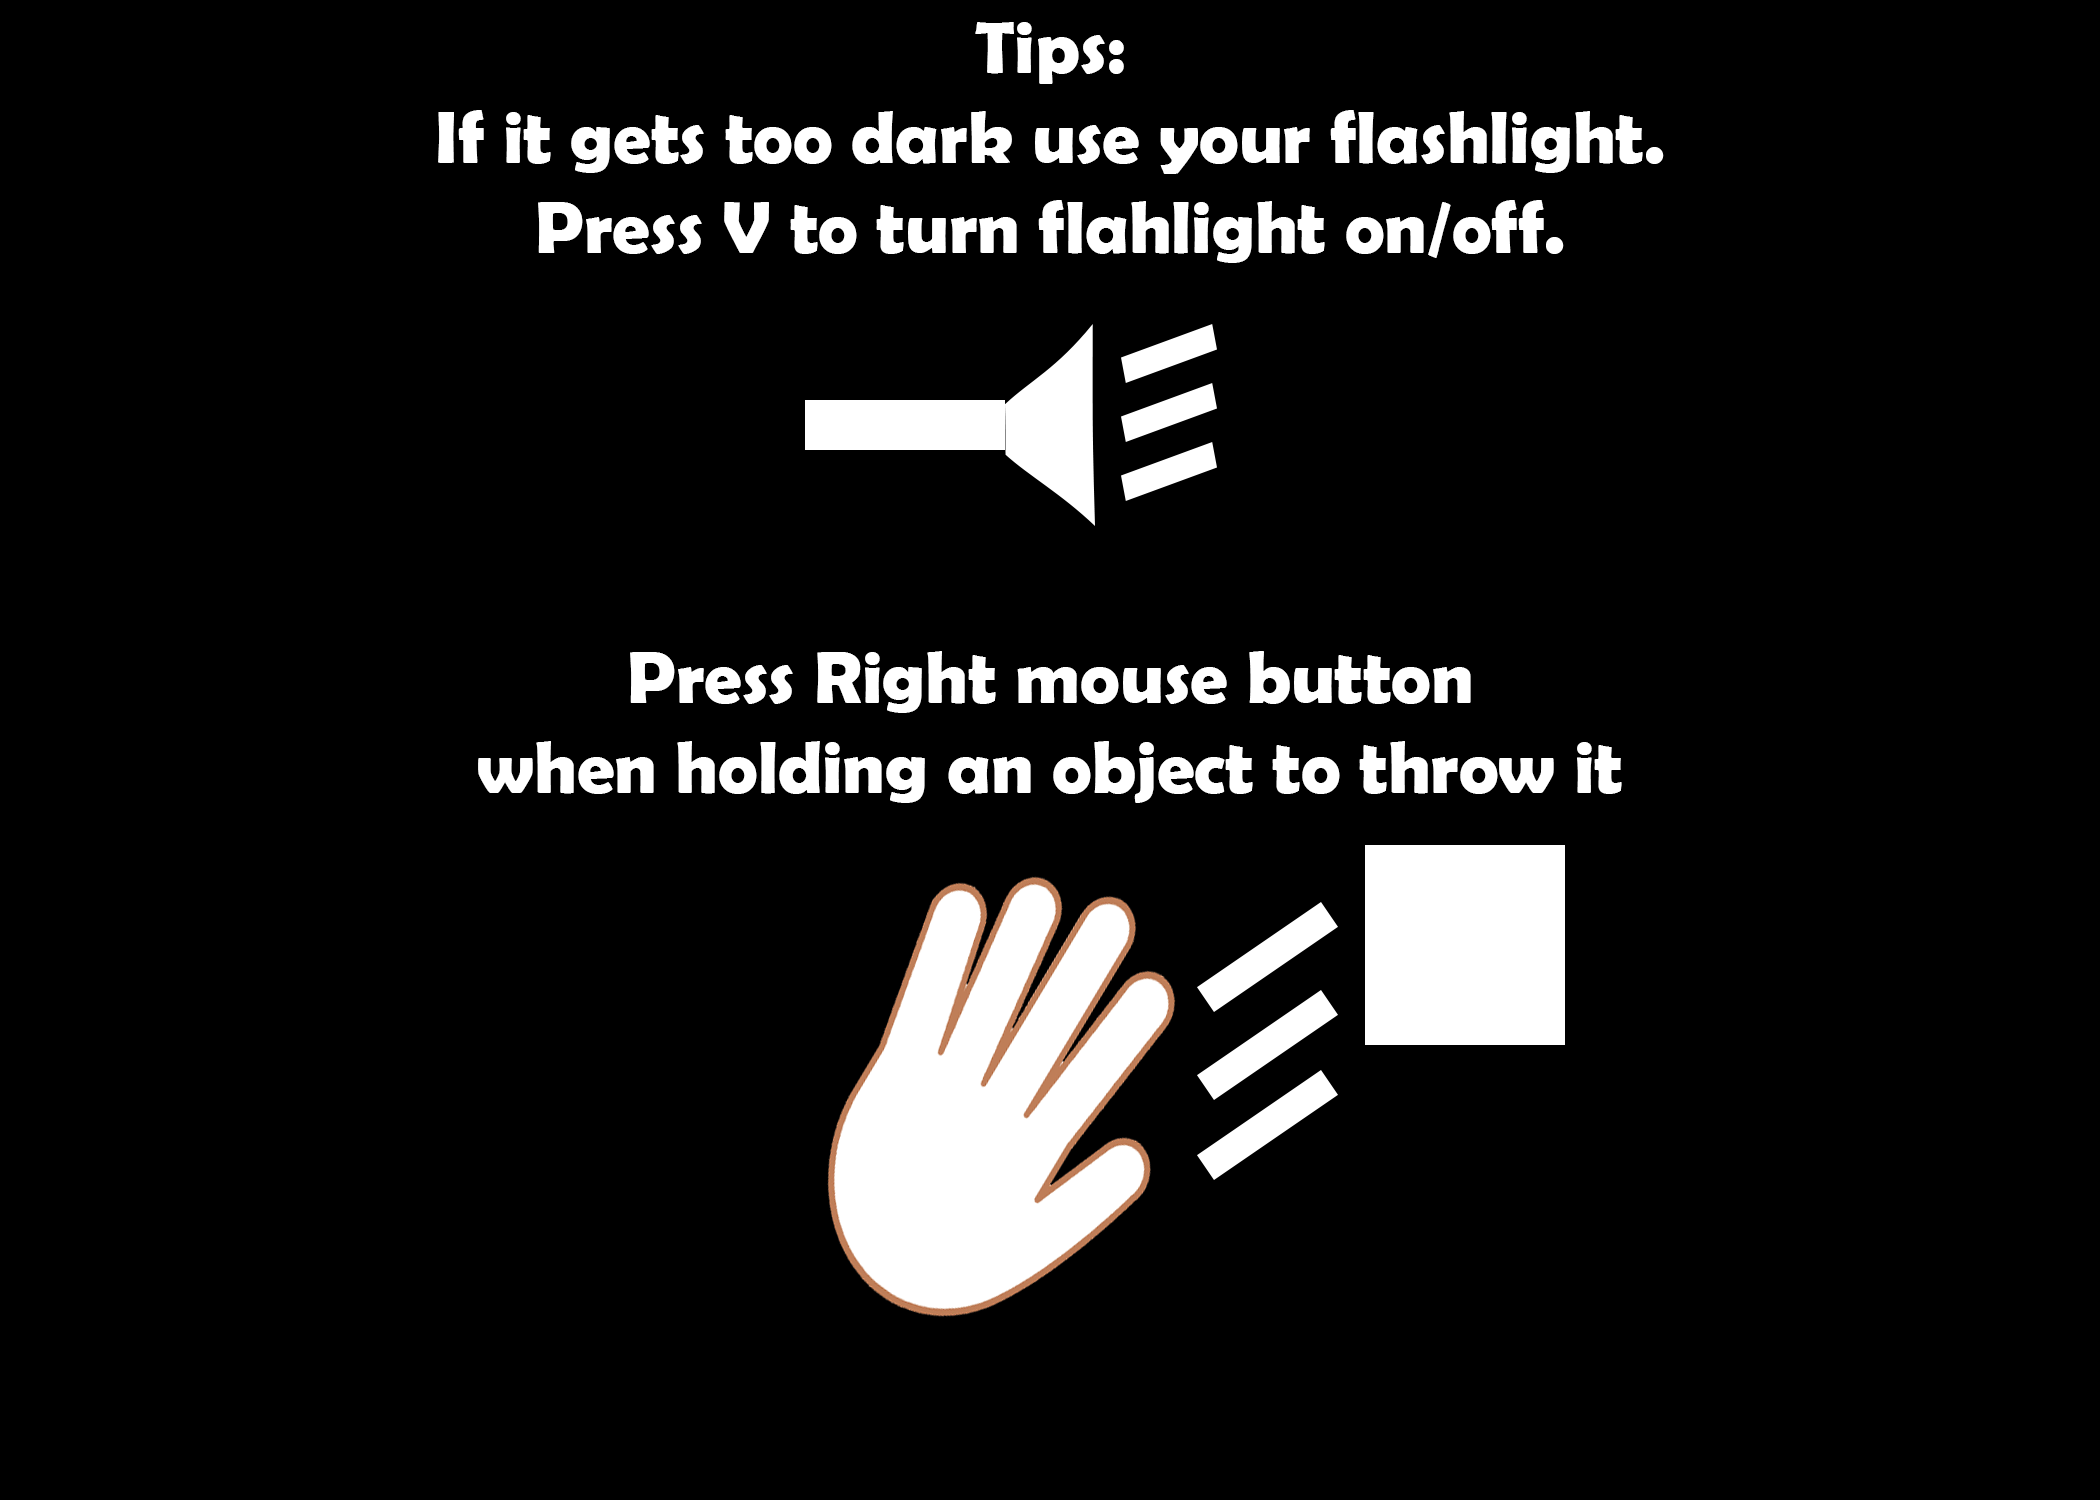 Tips:
If it gets too dark use your flashlight.
Press V to turn flahlight on/off.
Press Right mouse button
when holding an object to throw it